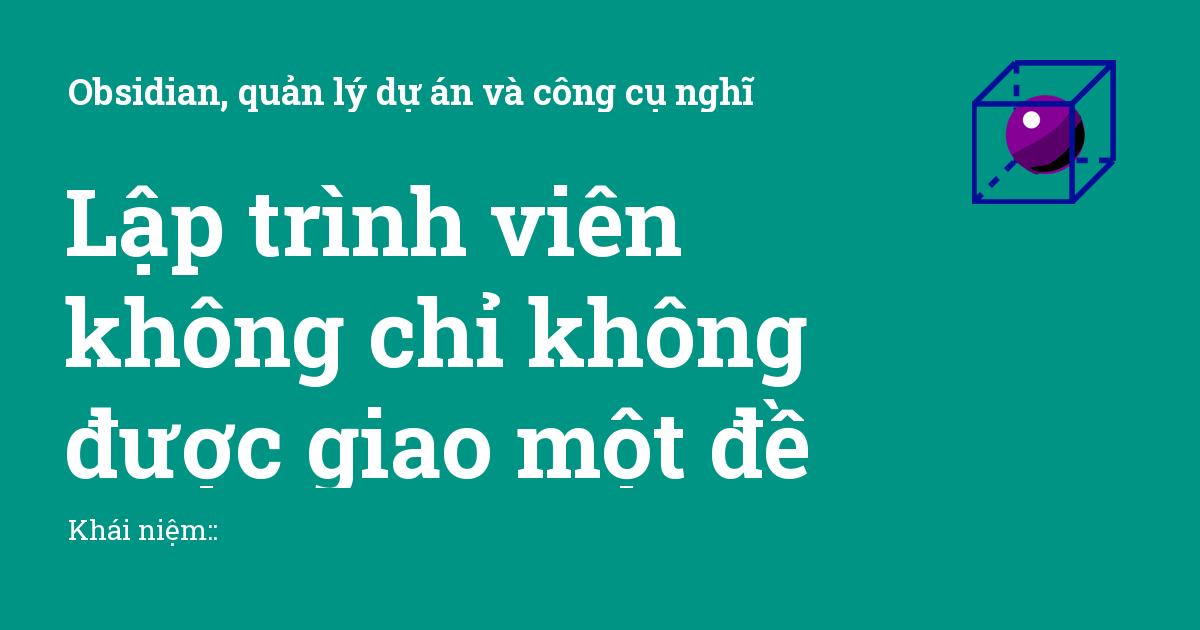 Obsidian, quản lý dự án và công cụ nghĩ
Lập trình viên
không chỉ không
được giao một đề
Khái niệm::